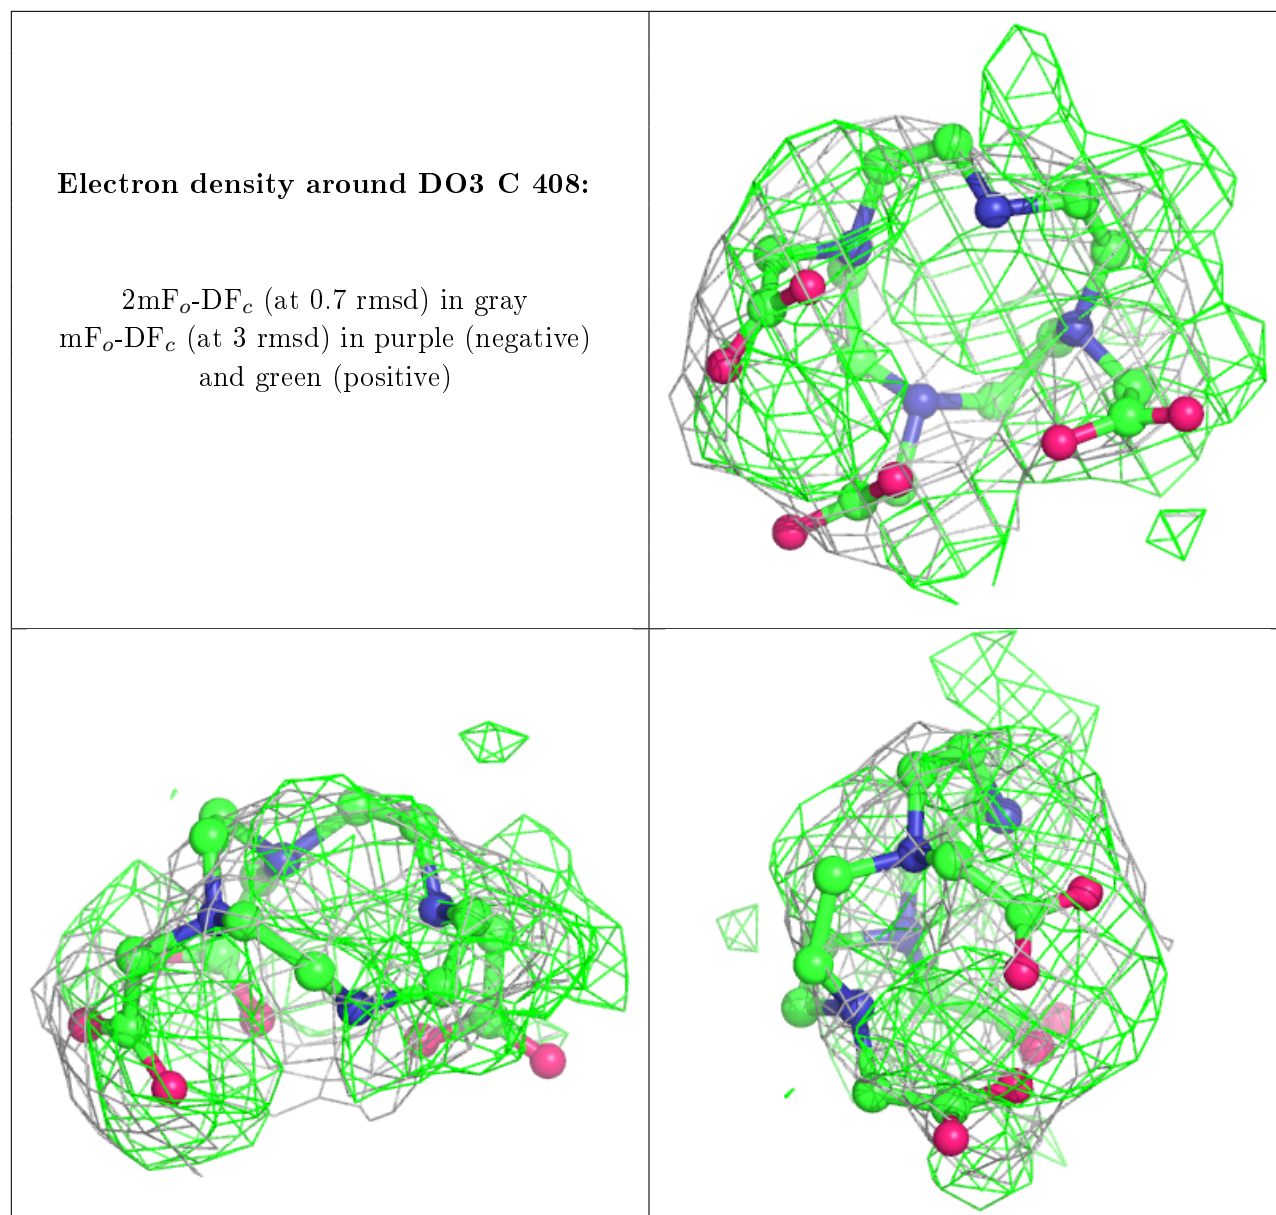 Electron density around DO3 C 408:
2mFₒ-DF𝒸 (at 0.7 rmsd) in gray
mFₒ-DF𝒸 (at 3 rmsd) in purple (negative)
and green (positive)